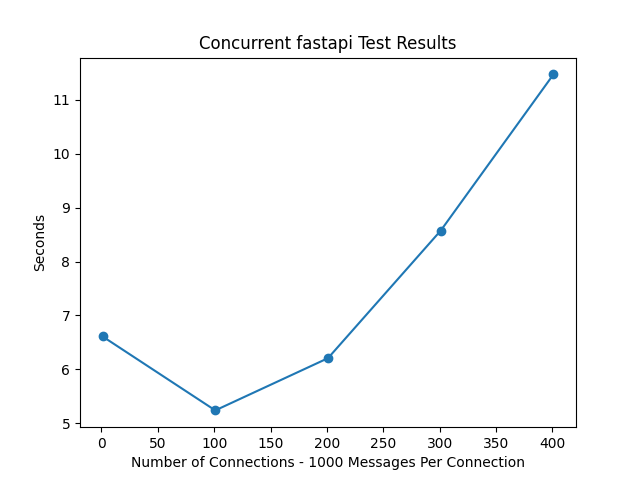 Concurrent fastapi Test Results
11
10
9
8
7
6
5
Seconds
0 50 100 150 200 250 300 350 400
Number of Connections - 1000 Messages Per Connection